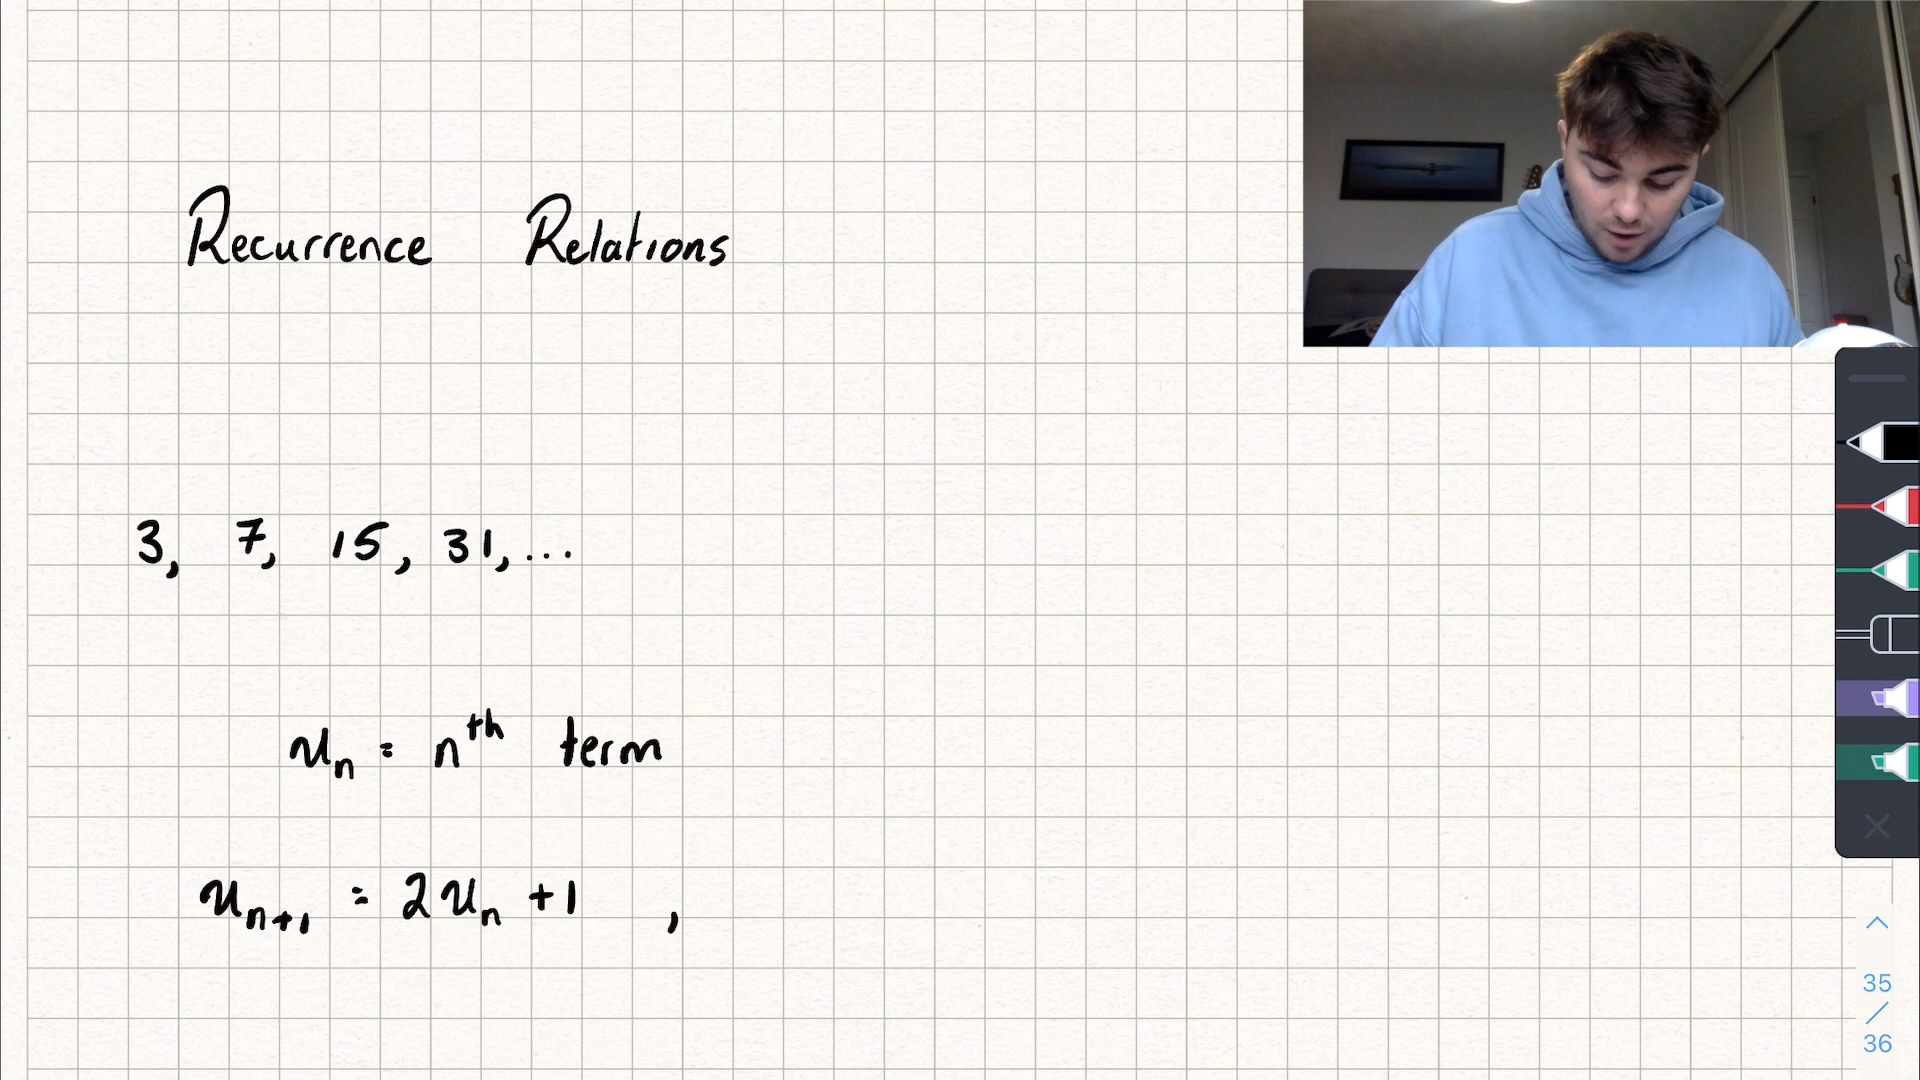 Recurrence Relations
3, 7, 15, 31, ...
uₙ = nᵗʰ term
uₙ₊₁ = 2uₙ + 1 ,
35
/
36